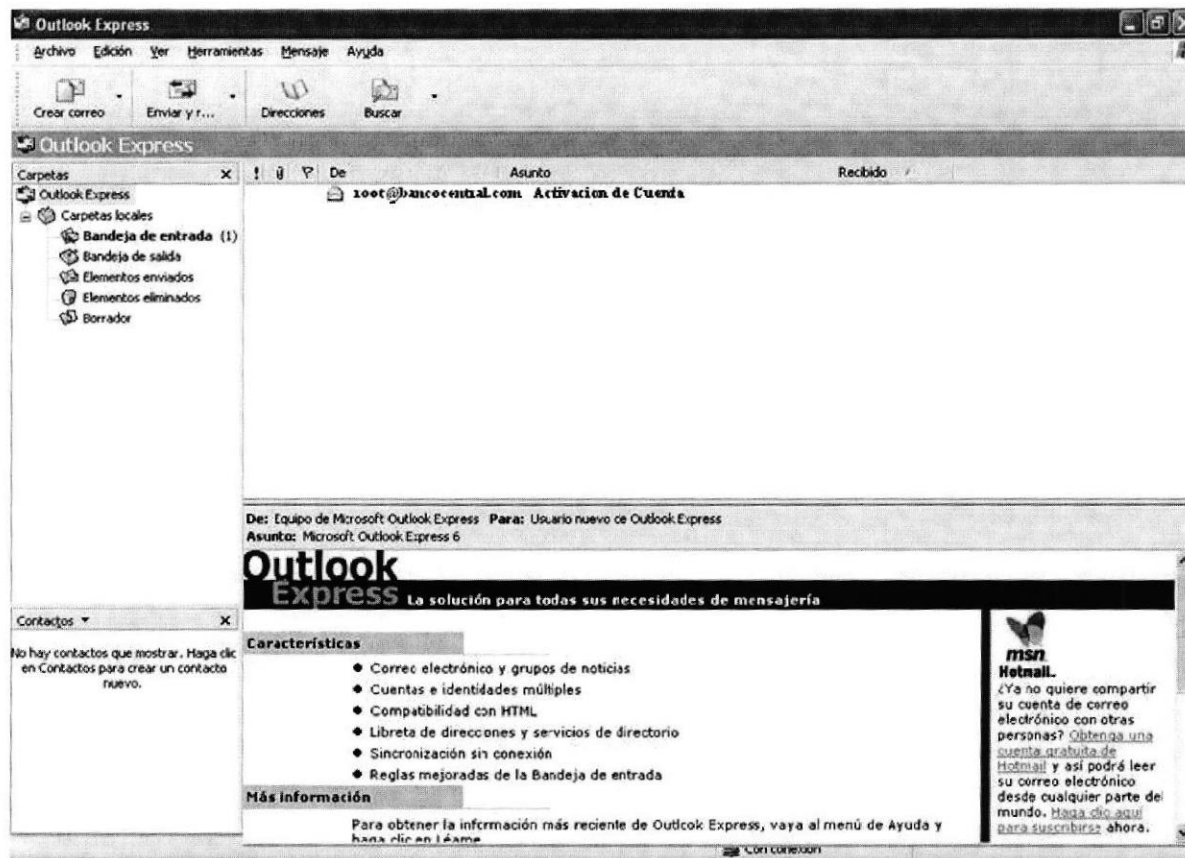 Outlook Express
Archivo Edición Ver Herramientas Mensaje Ayuda
Crear correo Enviar y r... Direcciones Buscar
Outlook Express
Carpetas
! De Asunto Recibido
Outlook Express
root@bancocentral.com Activacion de Cuenta
Carpetas locales
Bandeja de entrada (1)
Bandeja de salida
Elementos enviados
Elementos eliminados
Borrador
De: Equipo de Microsoft Outlook Express Para: Usuario nuevo de Outlook Express
Asunto: Microsoft Outlook Express 6
Outlook
Express La solución para todas sus necesidades de mensajería
Contactos
No hay contactos que mostrar. Haga clic
en Contactos para crear un contacto
nuevo.
Características
Correo electrónico y grupos de noticias
Cuentas e identidades múltiples
Compatibilidad con HTML
Libreta de direcciones y servicios de directorio
Sincronización sin conexión
Reglas mejoradas de la Bandeja de entrada
Más información
Para obtener la información más reciente de Outlook Express, vaya al menú de Ayuda y
haga clic en Léame
msn
Hotmail.
¿Ya no quiere compartir
su cuenta de correo
electrónico con otras
personas? Obtenga una
cuenta gratuita de
Hotmail y así podrá leer
su correo electrónico
desde cualquier parte del
mundo. Haga clic aquí
para suscribirse ahora.
Con conexión